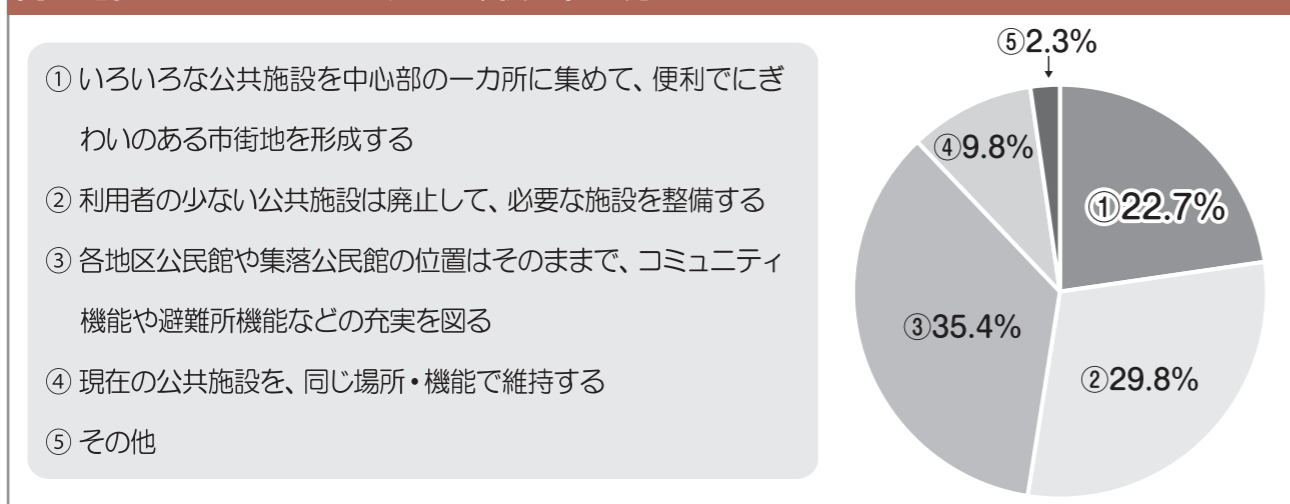 ① いろいろな公共施設を中心部の一カ所に集めて、便利でにぎ
わいのある市街地を形成する
② 利用者の少ない公共施設は廃止して、必要な施設を整備する
③ 各地区公民館や集落公民館の位置はそのままで、コミュニティ
機能や避難所機能などの充実を図る
④ 現在の公共施設を、同じ場所・機能で維持する
⑤ その他
⑤2.3%
④9.8%
①22.7%
③35.4%
②29.8%